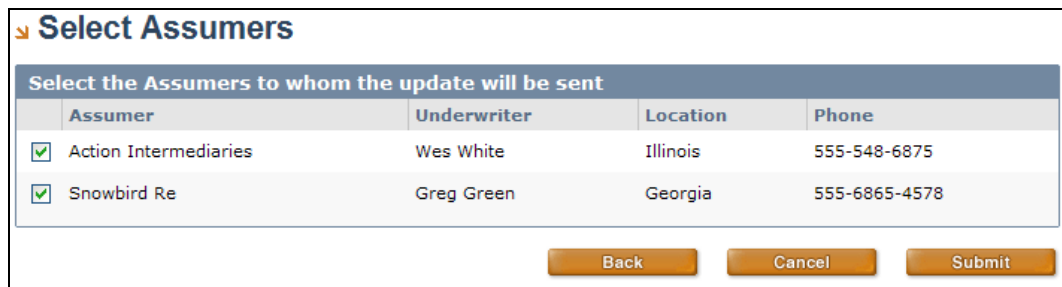 Select Assumers
Select the Assumers to whom the update will be sent
Assumer Underwriter Location Phone
Action Intermediaries Wes White Illinois 555-548-6875
Snowbird Re Greg Green Georgia 555-6865-4578
Back Cancel Submit